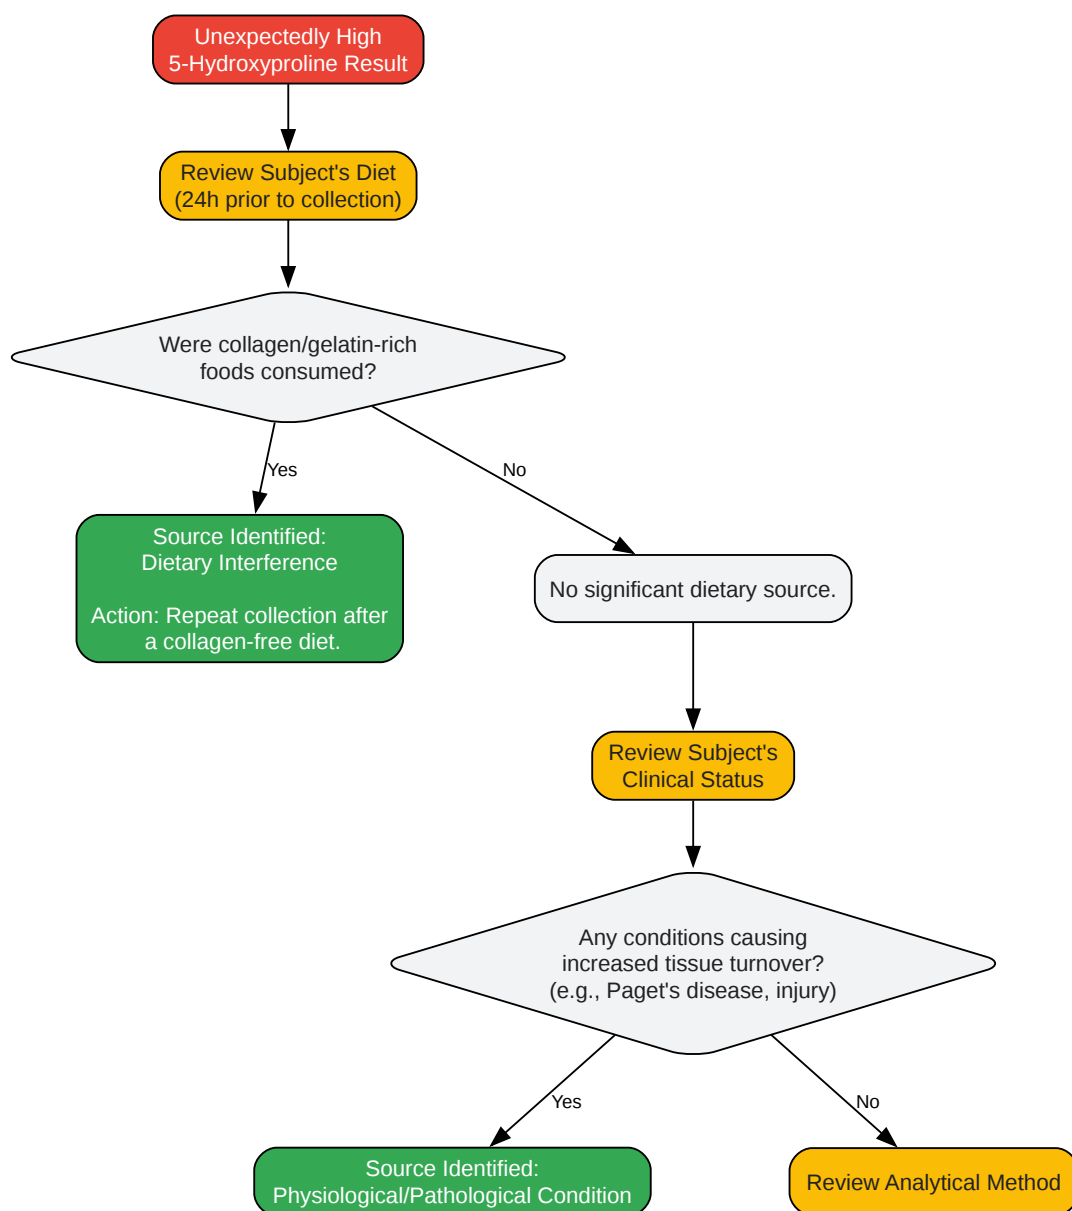 Unexpectedly High
5-Hydroxyproline Result
Review Subject's Diet
(24h prior to collection)
Were collagen/gelatin-rich
foods consumed?
Yes
No
Source Identified:
Dietary Interference
Action: Repeat collection after
a collagen-free diet.
No significant dietary source.
Review Subject's
Clinical Status
Any conditions causing
increased tissue turnover?
(e.g., Paget's disease, injury)
Yes
No
Source Identified:
Physiological/Pathological Condition
Review Analytical Method